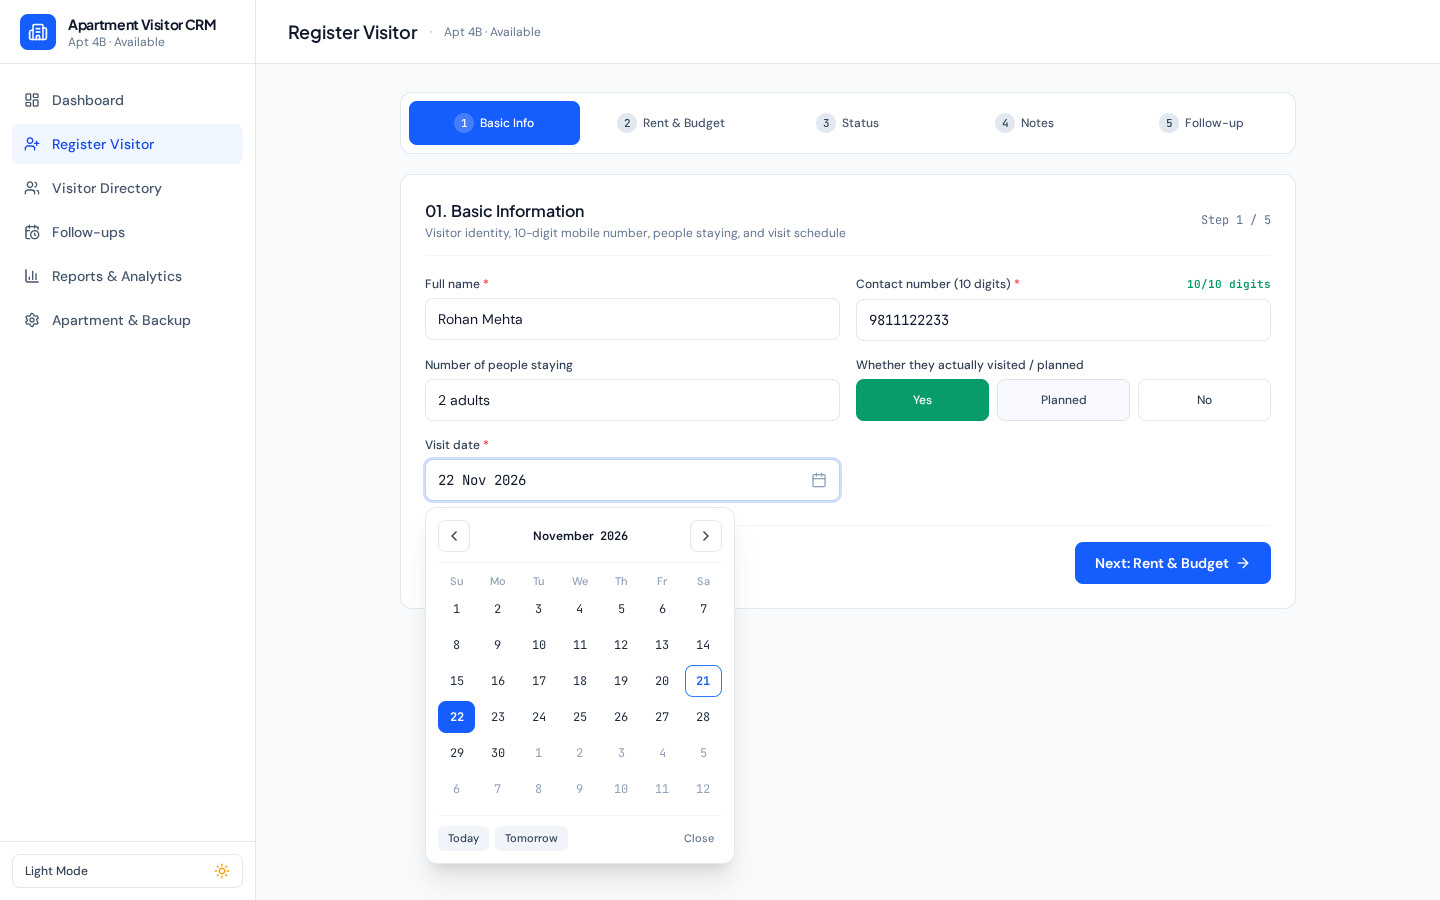 Apartment Visitor CRM
Apt 4B · Available
Dashboard
Register Visitor
Visitor Directory
Follow-ups
Reports & Analytics
Apartment & Backup
Light Mode
Register Visitor · Apt 4B · Available
1 Basic Info 2 Rent & Budget 3 Status 4 Notes 5 Follow-up
01. Basic Information
Visitor identity, 10-digit mobile number, people staying, and visit schedule
Step 1 / 5
Full name *
Rohan Mehta
Contact number (10 digits) * 10/10 digits
9811122233
Number of people staying
2 adults
Whether they actually visited / planned
Yes Planned No
Visit date *
22 Nov 2026
November 2026
Su Mo Tu We Th Fr Sa
1 2 3 4 5 6 7
8 9 10 11 12 13 14
15 16 17 18 19 20 21
22 23 24 25 26 27 28
29 30 1 2 3 4 5
6 7 8 9 10 11 12
Today Tomorrow Close
Next: Rent & Budget →